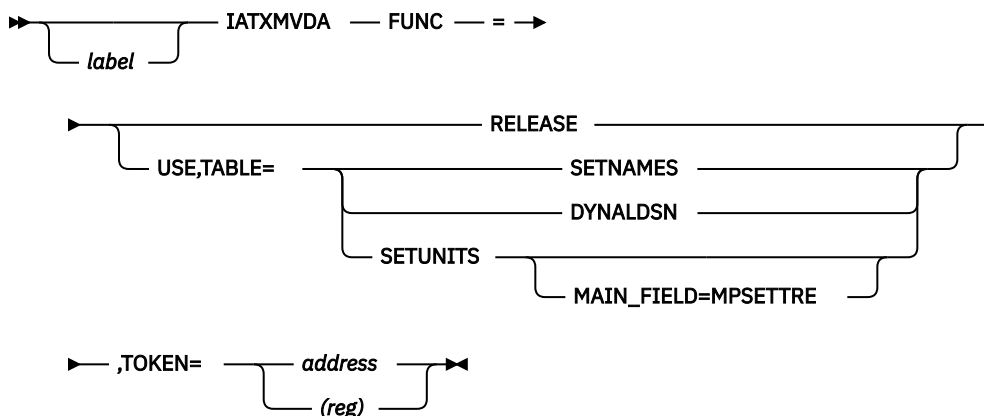 IATXMVDA FUNC =
label
RELEASE
USE,TABLE= SETNAMES
DYNALDSN
SETUNITS
MAIN_FIELD=MPSETTRE
,TOKEN= address
(reg)